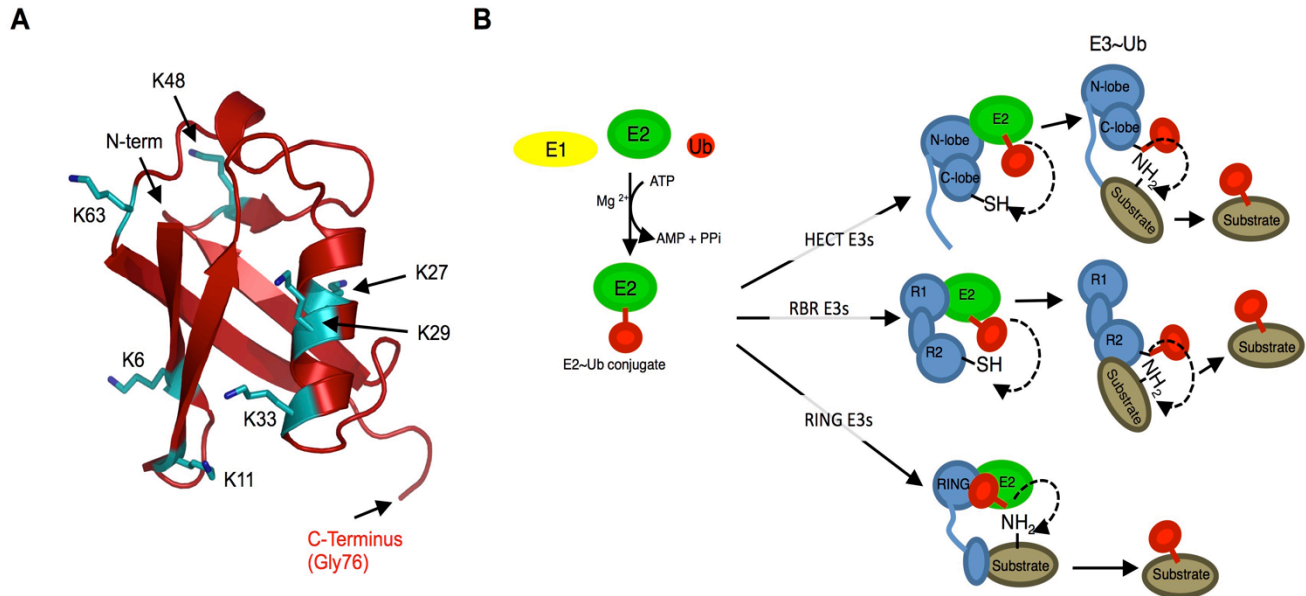 A
K48
N-term
K63
K27
K29
K6
K33
K11
C-Terminus
(Gly76)
B
E1
E2
Ub
ATP
Mg 2+
AMP + PPi
E2
E2~Ub conjugate
HECT E3s
RBR E3s
RING E3s
E3~Ub
N-lobe
E2
C-lobe
SH
N-lobe
C-lobe
NH2
Substrate
Substrate
R1
E2
R2
SH
R1
R2
NH2
Substrate
Substrate
RING
E2
NH2
Substrate
Substrate